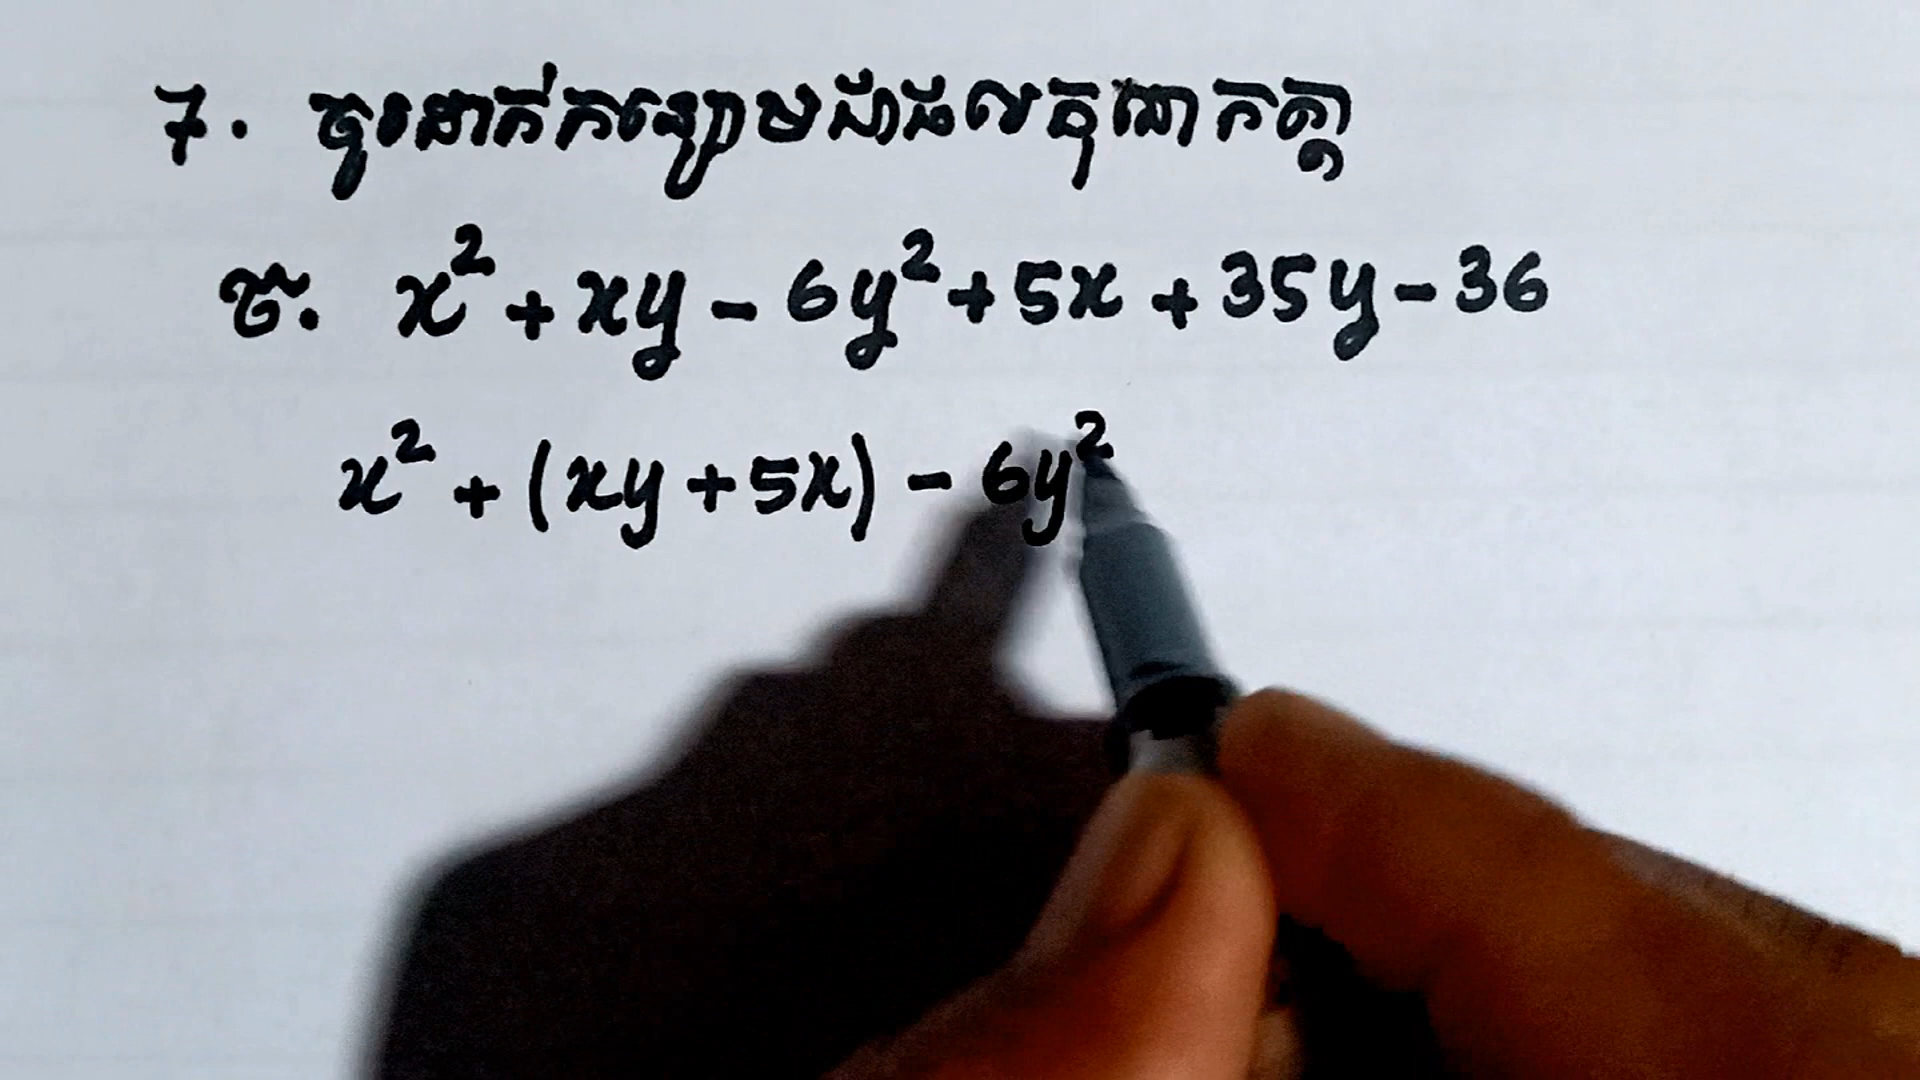 7. ចូរដាក់កន្សោមជាផលគុណកត្តា
ច. x² + xy - 6y² + 5x + 35y - 36
x² + (xy + 5x) - 6y²